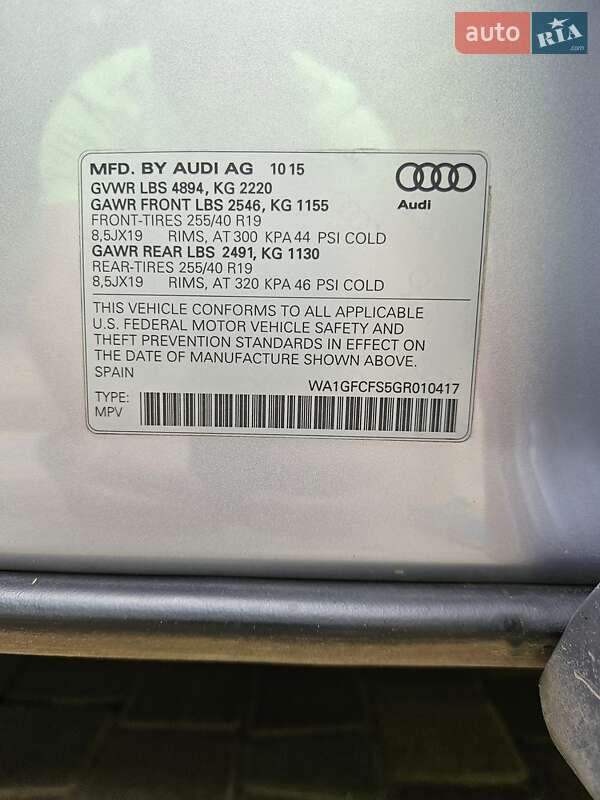 auto RIA .com
MFD. BY AUDI AG 10 15
GVWR LBS 4894, KG 2220
GAWR FRONT LBS 2546, KG 1155
FRONT-TIRES 255/40 R19
8,5JX19 RIMS, AT 300 KPA 44 PSI COLD
GAWR REAR LBS 2491, KG 1130
REAR-TIRES 255/40 R19
8,5JX19 RIMS, AT 320 KPA 46 PSI COLD
Audi
THIS VEHICLE CONFORMS TO ALL APPLICABLE
U.S. FEDERAL MOTOR VEHICLE SAFETY AND
THEFT PREVENTION STANDARDS IN EFFECT ON
THE DATE OF MANUFACTURE SHOWN ABOVE.
SPAIN WA1GFCFS5GR010417
TYPE:
MPV